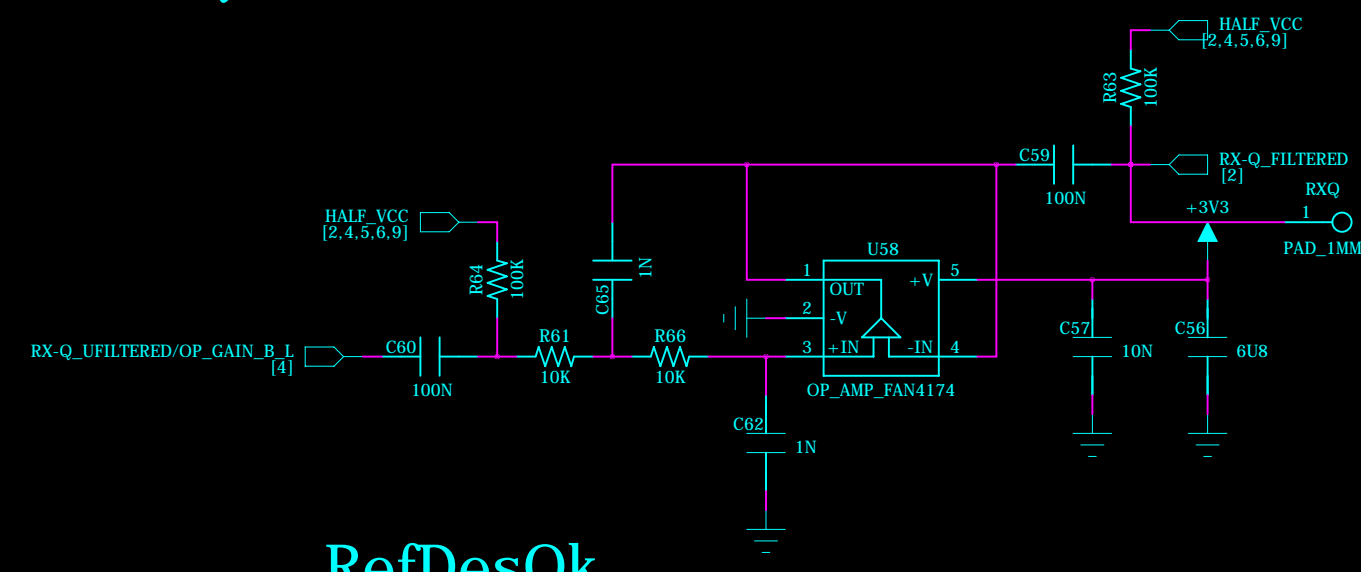 HALF_VCC
[2,4,5,6,9]
R63
100K
C59
100N
RX-Q_FILTERED
[2]
RXQ
1
PAD_1MM
+3V3
HALF_VCC
[2,4,5,6,9]
R64
100K
C65
1N
U58
1
OUT
+V
5
2
-V
3
+IN
-IN
4
OP_AMP_FAN4174
RX-Q_UFILTERED/OP_GAIN_B_L
[4]
C60
100N
R61
10K
R66
10K
C57
10N
C56
6U8
C62
1N
RefDesOk